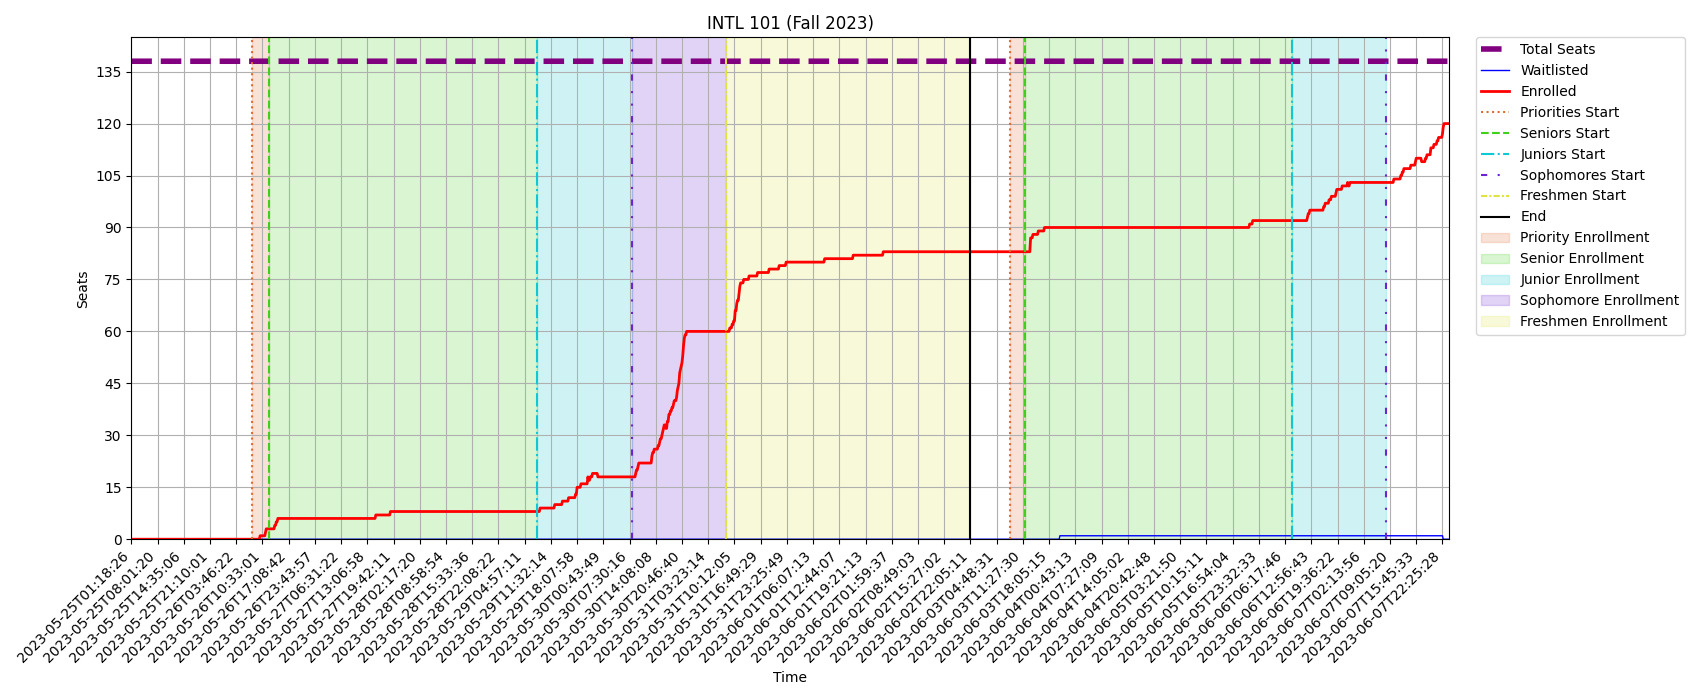 INTL 101 (Fall 2023)
135
120
105
90
75
60
45
30
15
0
Seats
2023-05-25T01:18:26
2023-05-25T08:01:20
2023-05-25T14:35:06
2023-05-25T21:10:01
2023-05-26T03:46:22
2023-05-26T10:33:01
2023-05-26T17:08:42
2023-05-26T23:43:57
2023-05-27T06:31:22
2023-05-27T13:06:58
2023-05-27T19:42:11
2023-05-28T02:17:20
2023-05-28T08:58:54
2023-05-28T15:33:36
2023-05-28T22:08:22
2023-05-29T04:57:11
2023-05-29T11:32:14
2023-05-29T18:07:58
2023-05-30T00:43:49
2023-05-30T07:30:16
2023-05-30T14:08:08
2023-05-30T20:46:40
2023-05-31T03:23:14
2023-05-31T10:12:05
2023-05-31T16:49:29
2023-05-31T23:25:49
2023-06-01T06:07:13
2023-06-01T12:44:07
2023-06-01T19:21:13
2023-06-02T01:59:37
2023-06-02T08:49:03
2023-06-02T15:27:02
2023-06-02T22:05:11
2023-06-03T04:48:31
2023-06-03T11:27:30
2023-06-03T18:05:15
2023-06-04T00:43:13
2023-06-04T07:27:09
2023-06-04T14:05:02
2023-06-04T20:42:48
2023-06-05T03:21:50
2023-06-05T10:15:11
2023-06-05T16:54:04
2023-06-05T23:32:33
2023-06-06T06:17:46
2023-06-06T12:56:43
2023-06-06T19:36:22
2023-06-07T02:13:56
2023-06-07T09:05:20
2023-06-07T15:45:33
2023-06-07T22:25:28
Time
Total Seats
Waitlisted
Enrolled
Priorities Start
Seniors Start
Juniors Start
Sophomores Start
Freshmen Start
End
Priority Enrollment
Senior Enrollment
Junior Enrollment
Sophomore Enrollment
Freshmen Enrollment